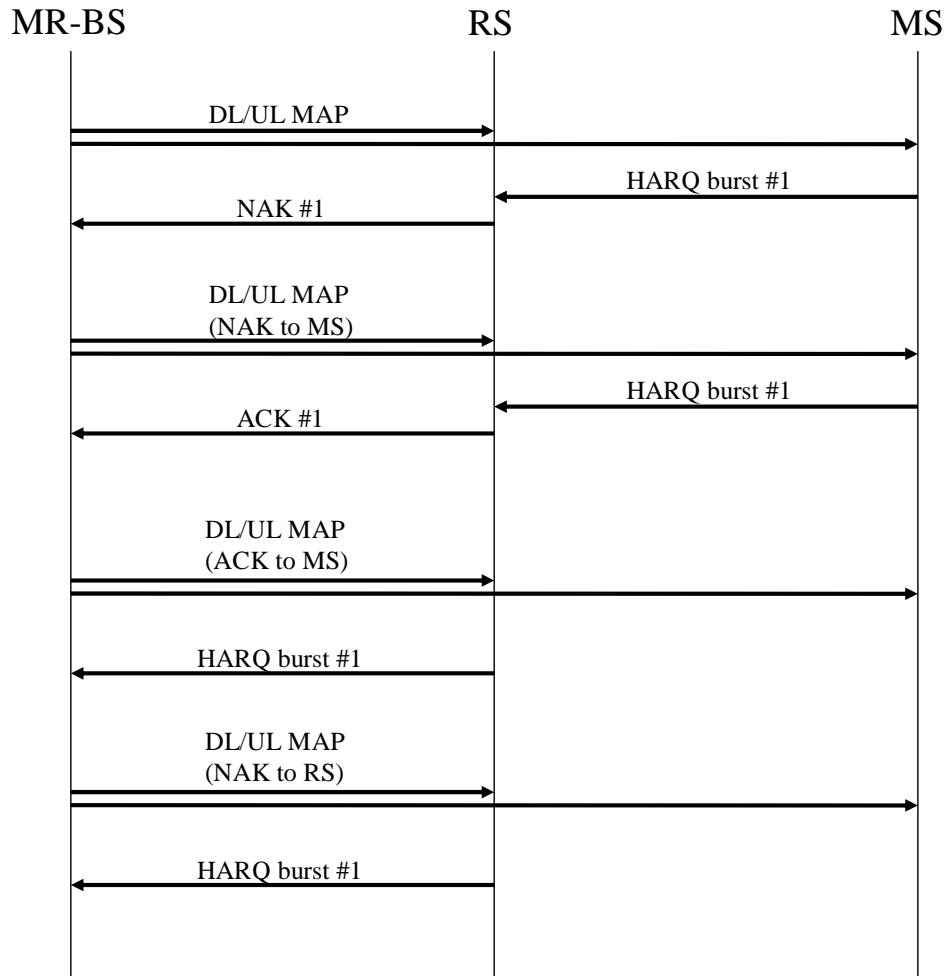 MR-BS RS MS
DL/UL MAP
HARQ burst #1
NAK #1
DL/UL MAP
(NAK to MS)
HARQ burst #1
ACK #1
DL/UL MAP
(ACK to MS)
HARQ burst #1
DL/UL MAP
(NAK to RS)
HARQ burst #1